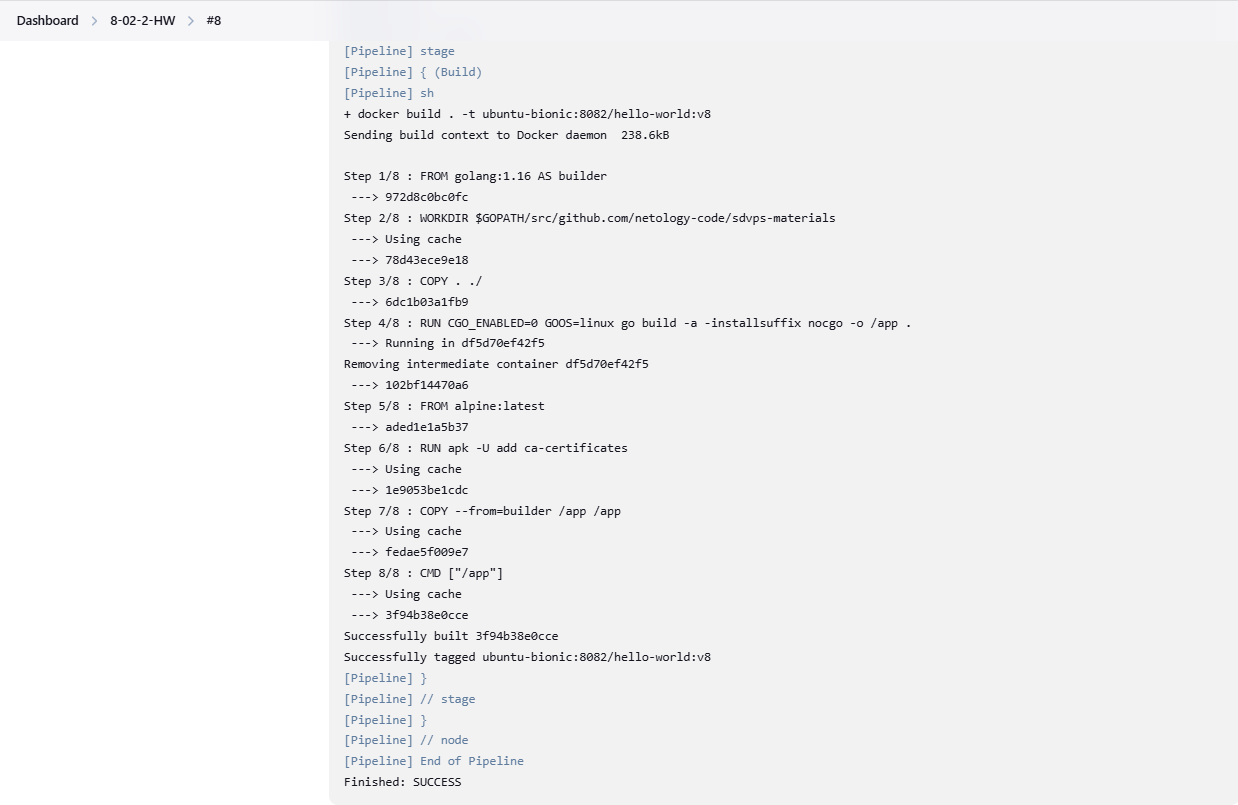 Dashboard > 8-02-2-HW > #8
[Pipeline] stage
[Pipeline] { (Build)
[Pipeline] sh
+ docker build . -t ubuntu-bionic:8082/hello-world:v8
Sending build context to Docker daemon  238.6kB
Step 1/8 : FROM golang:1.16 AS builder
 ---> 972d8c0bc0fc
Step 2/8 : WORKDIR $GOPATH/src/github.com/netology-code/sdvps-materials
 ---> Using cache
 ---> 78d43ece9e18
Step 3/8 : COPY . ./
 ---> 6dc1b03a1fb9
Step 4/8 : RUN CGO_ENABLED=0 GOOS=linux go build -a -installsuffix nocgo -o /app .
 ---> Running in df5d70ef42f5
Removing intermediate container df5d70ef42f5
 ---> 102bf14470a6
Step 5/8 : FROM alpine:latest
 ---> aded1e1a5b37
Step 6/8 : RUN apk -U add ca-certificates
 ---> Using cache
 ---> 1e9053be1cdc
Step 7/8 : COPY --from=builder /app /app
 ---> Using cache
 ---> fedae5f009e7
Step 8/8 : CMD ["/app"]
 ---> Using cache
 ---> 3f94b38e0cce
Successfully built 3f94b38e0cce
Successfully tagged ubuntu-bionic:8082/hello-world:v8
[Pipeline] }
[Pipeline] // stage
[Pipeline] }
[Pipeline] // node
[Pipeline] End of Pipeline
Finished: SUCCESS